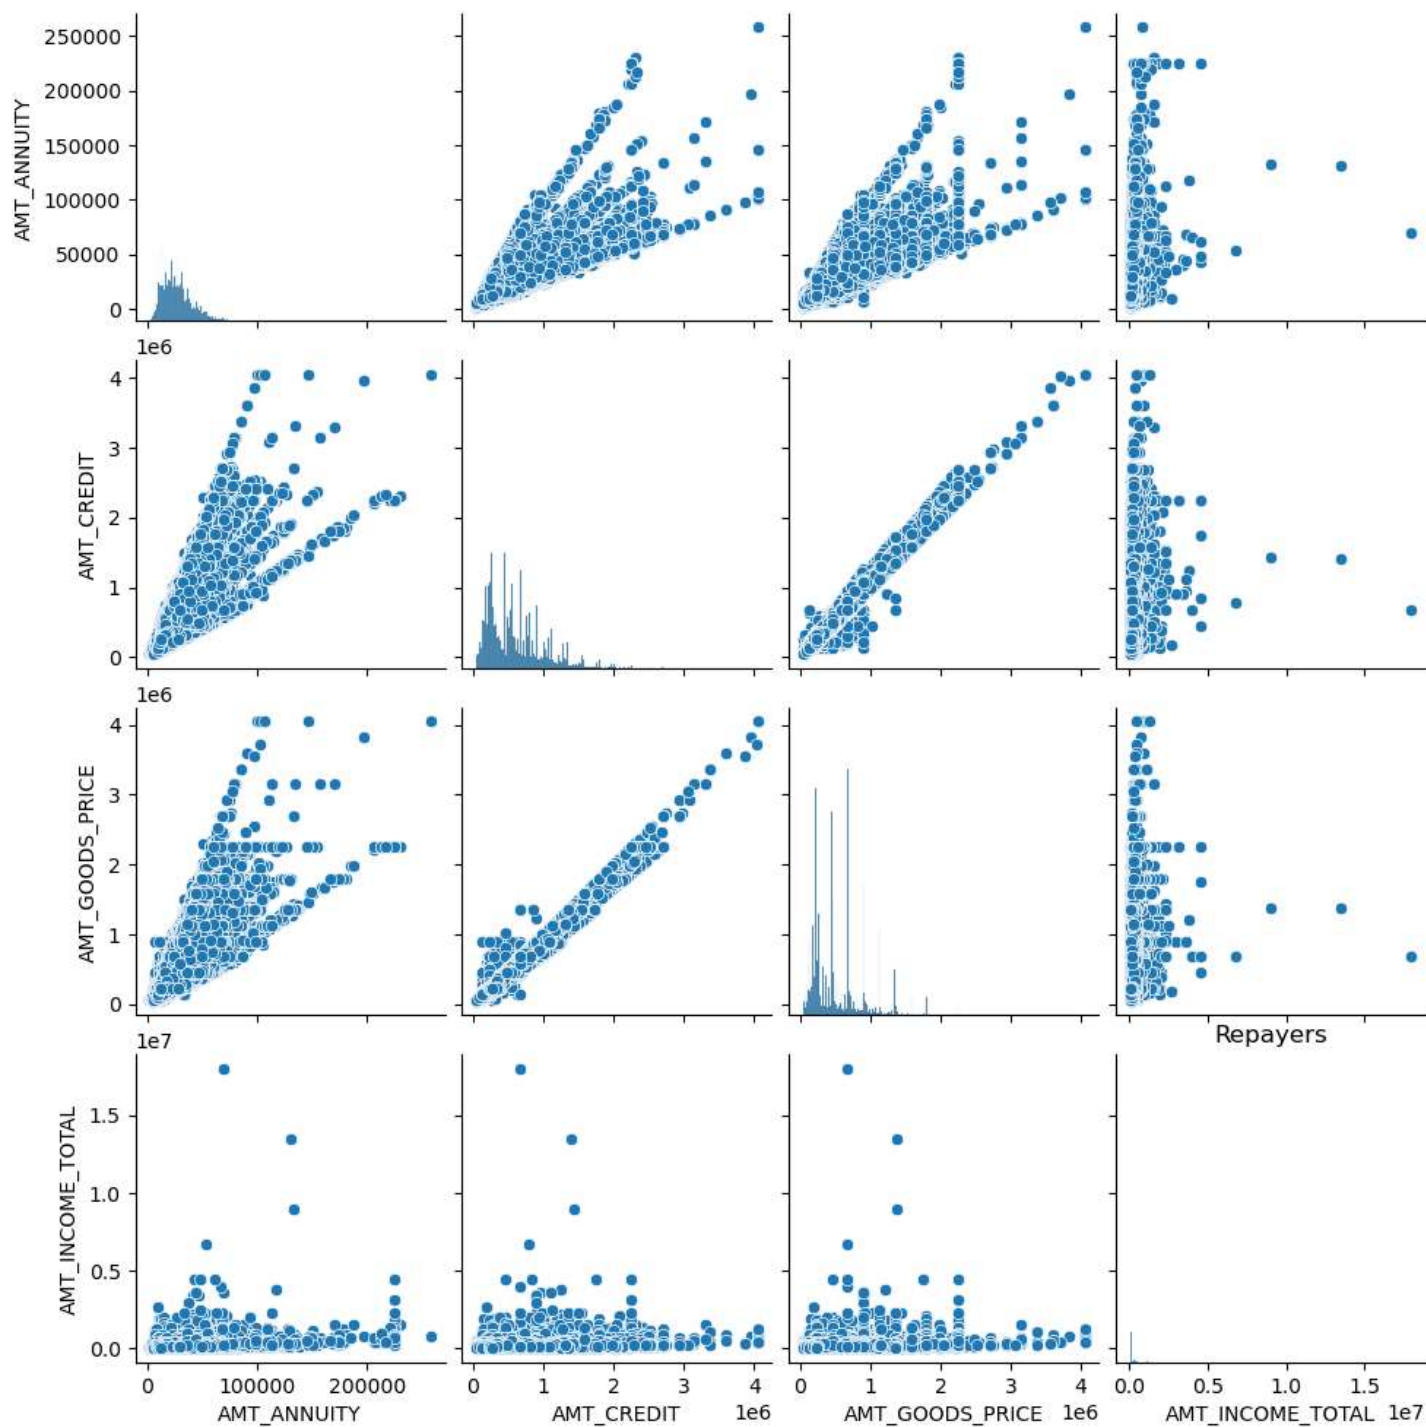 250000
200000
150000
100000
50000
0
AMT_ANNUITY
1e6
4
3
2
1
0
AMT_CREDIT
1e6
4
3
2
1
0
AMT_GOODS_PRICE
Repayers
1e7
1.5
1.0
0.5
0.0
AMT_INCOME_TOTAL
0 100000 200000
AMT_ANNUITY
0 1 2 3 4
AMT_CREDIT 1e6
0 1 2 3 4
AMT_GOODS_PRICE 1e6
0.0 0.5 1.0 1.5
AMT_INCOME_TOTAL 1e7